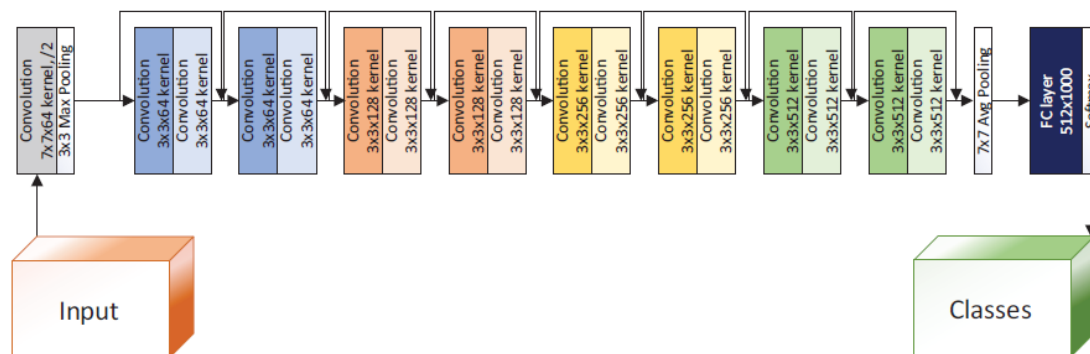 Convolution
7x7x64 kernel,/2
3x3 Max Pooling
Convolution
3x3x64 kernel
Convolution
3x3x64 kernel
Convolution
3x3x64 kernel
Convolution
3x3x64 kernel
Convolution
3x3x128 kernel
Convolution
3x3x128 kernel
Convolution
3x3x128 kernel
Convolution
3x3x128 kernel
Convolution
3x3x256 kernel
Convolution
3x3x256 kernel
Convolution
3x3x256 kernel
Convolution
3x3x256 kernel
Convolution
3x3x512 kernel
Convolution
3x3x512 kernel
Convolution
3x3x512 kernel
Convolution
3x3x512 kernel
7x7 Avg Pooling
FC layer
512x1000
Input
Classes